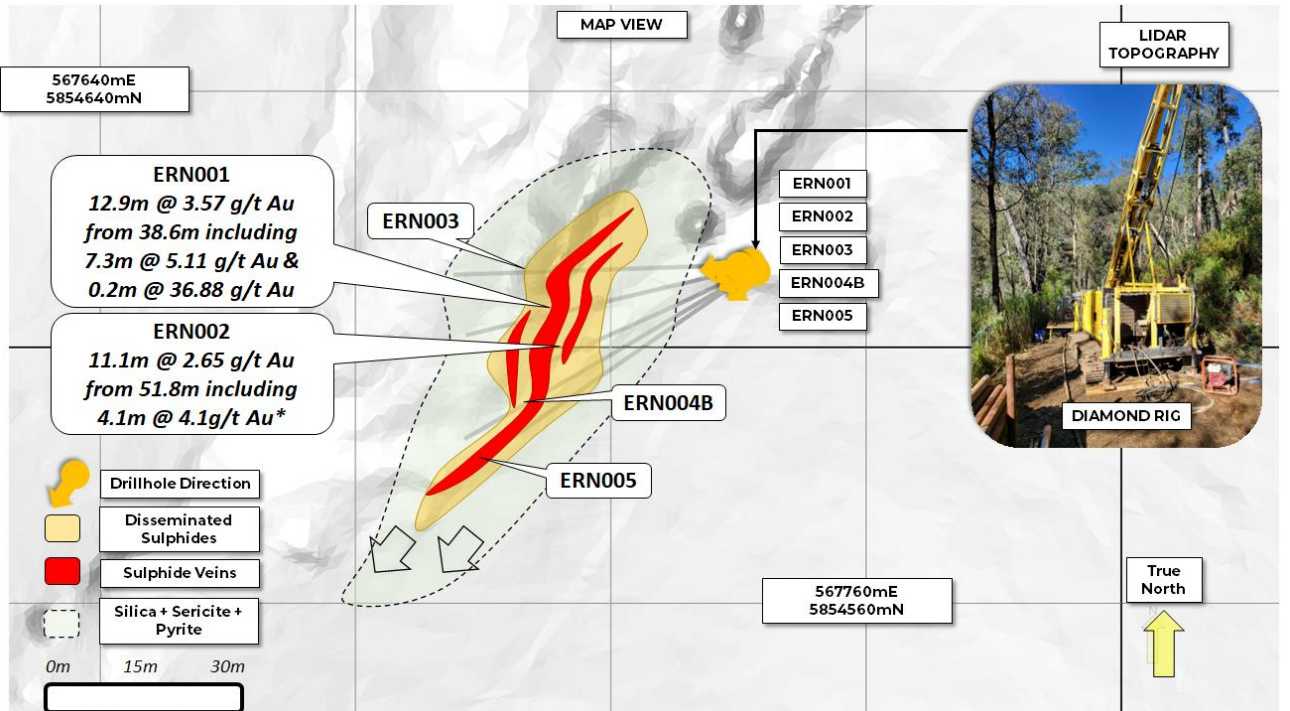 MAP VIEW
LIDAR
TOPOGRAPHY
567640mE
5854640mN
ERN001
12.9m @ 3.57 g/t Au
from 38.6m including
7.3m @ 5.11 g/t Au &
0.2m @ 36.88 g/t Au
ERN003
ERN001
ERN002
ERN003
ERN004B
ERN005
ERN002
11.1m @ 2.65 g/t Au
from 51.8m including
4.1m @ 4.1g/t Au*
ERN004B
ERN005
DIAMOND RIG
Drillhole Direction
Disseminated
Sulphides
Sulphide Veins
Silica + Sericite +
Pyrite
0m 15m 30m
567760mE
5854560mN
True
North
N